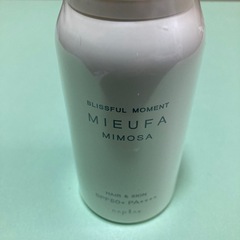 BLISSFUL MOMENT
MIEUFA
MIMOSA
HAIR & SKIN
SPF50+ PA++++